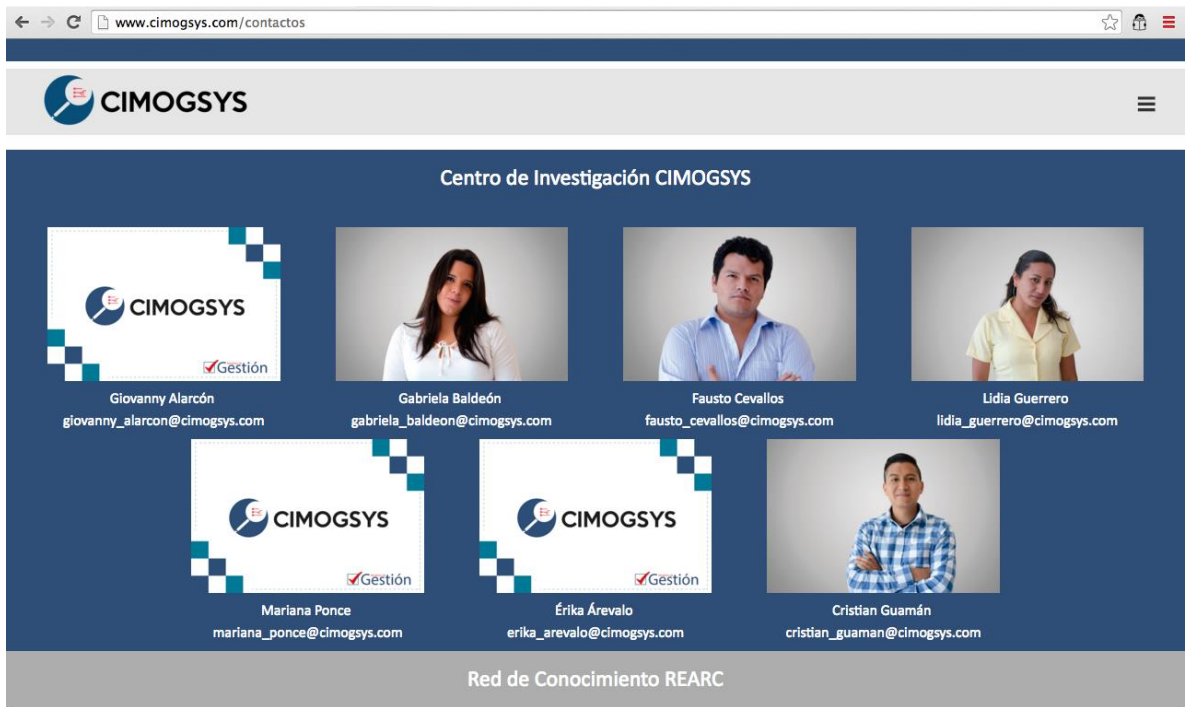 www.cimogsys.com/contactos
CIMOGSYS
Centro de Investigación CIMOGSYS
CIMOGSYS
Gestión
Giovanny Alarcón
giovanny_alarcon@cimogsys.com
Gabriela Baldeón
gabriela_baldeon@cimogsys.com
Fausto Cevallos
fausto_cevallos@cimogsys.com
Lidia Guerrero
lidia_guerrero@cimogsys.com
CIMOGSYS
Gestión
Mariana Ponce
mariana_ponce@cimogsys.com
CIMOGSYS
Gestión
Érika Árevalo
erika_arevalo@cimogsys.com
Cristian Guamán
cristian_guaman@cimogsys.com
Red de Conocimiento REARC